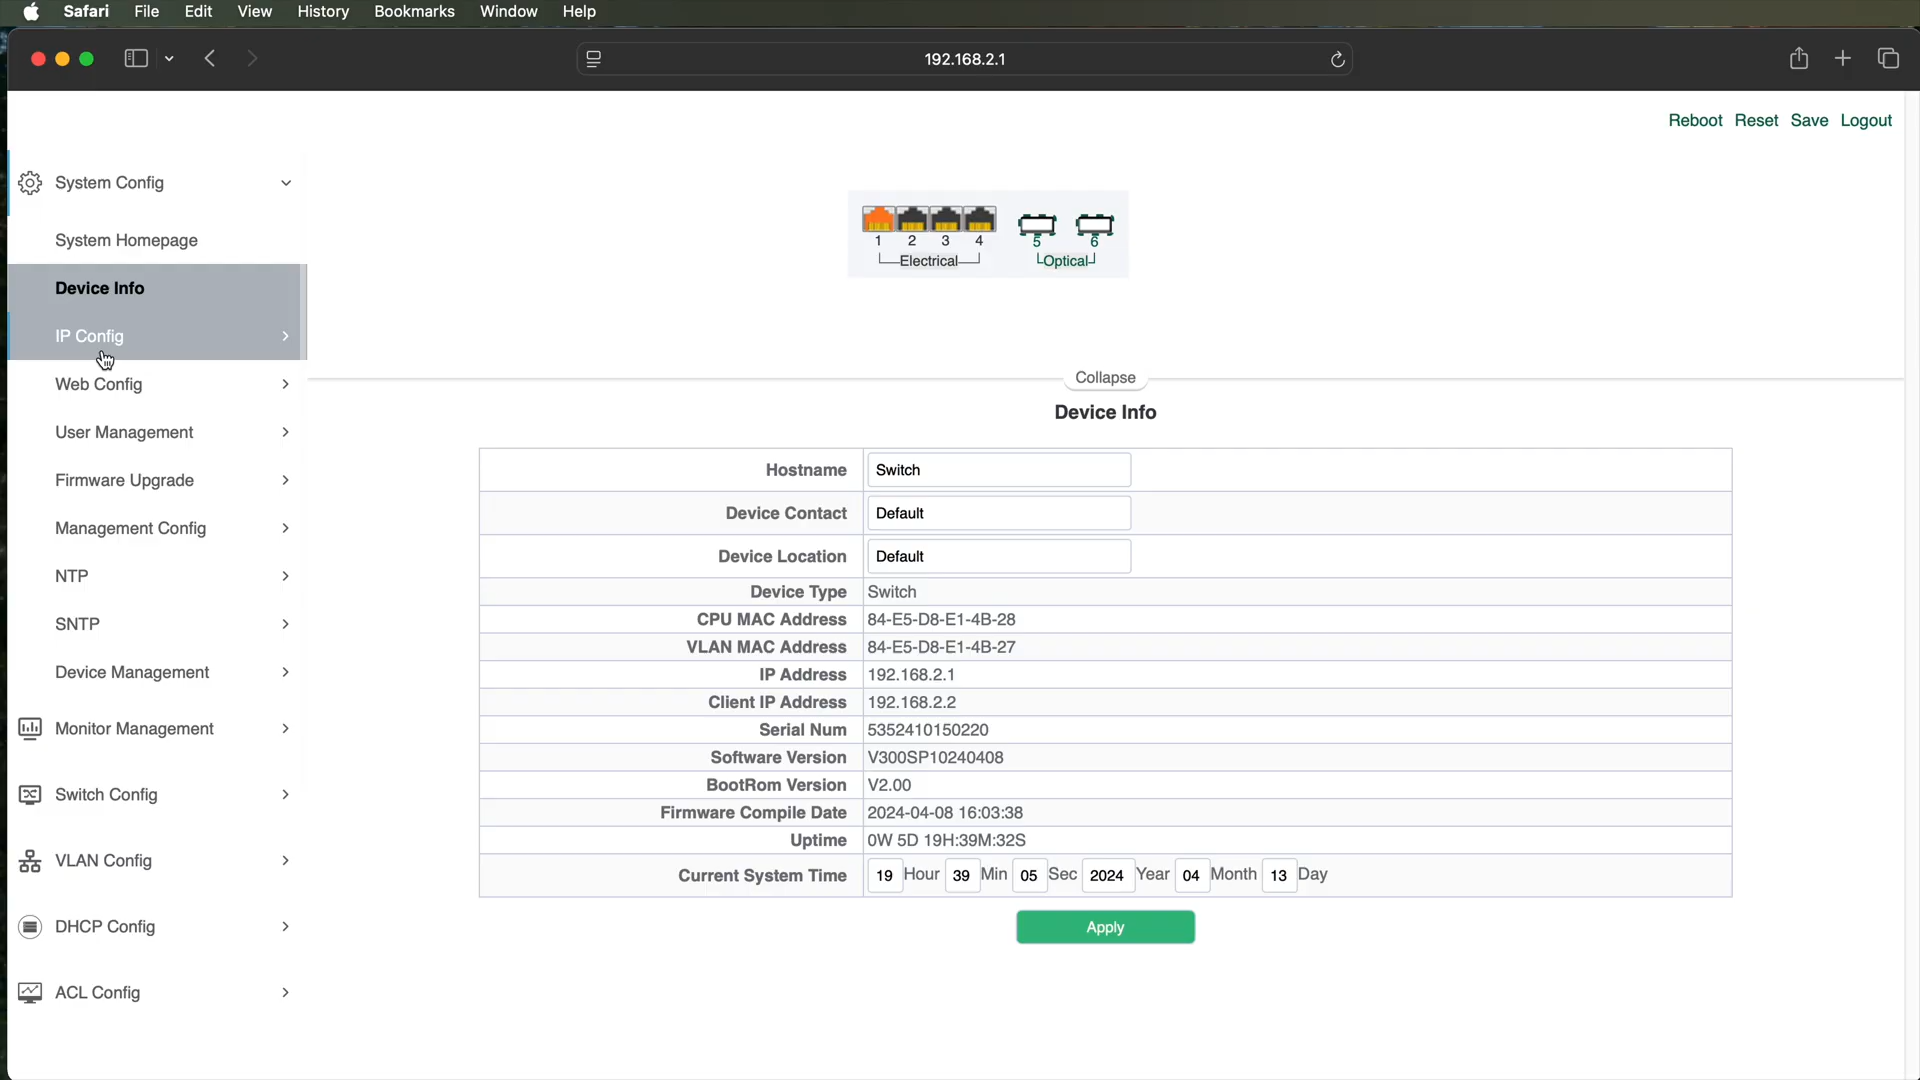 Safari File Edit View History Bookmarks Window Help
192.168.2.1
Reboot Reset Save Logout
System Config
System Homepage
Device Info
IP Config
Web Config
User Management
Firmware Upgrade
Management Config
NTP
SNTP
Device Management
Monitor Management
Switch Config
VLAN Config
DHCP Config
ACL Config
1 2 3 4 5 6
Electrical Optical
Collapse
Device Info
Hostname Switch
Device Contact Default
Device Location Default
Device Type Switch
CPU MAC Address 84-E5-D8-E1-4B-28
VLAN MAC Address 84-E5-D8-E1-4B-27
IP Address 192.168.2.1
Client IP Address 192.168.2.2
Serial Num 5352410150220
Software Version V300SP10240408
BootRom Version V2.00
Firmware Compile Date 2024-04-08 16:03:38
Uptime 0W 5D 19H:39M:32S
Current System Time 19 Hour 39 Min 05 Sec 2024 Year 04 Month 13 Day
Apply